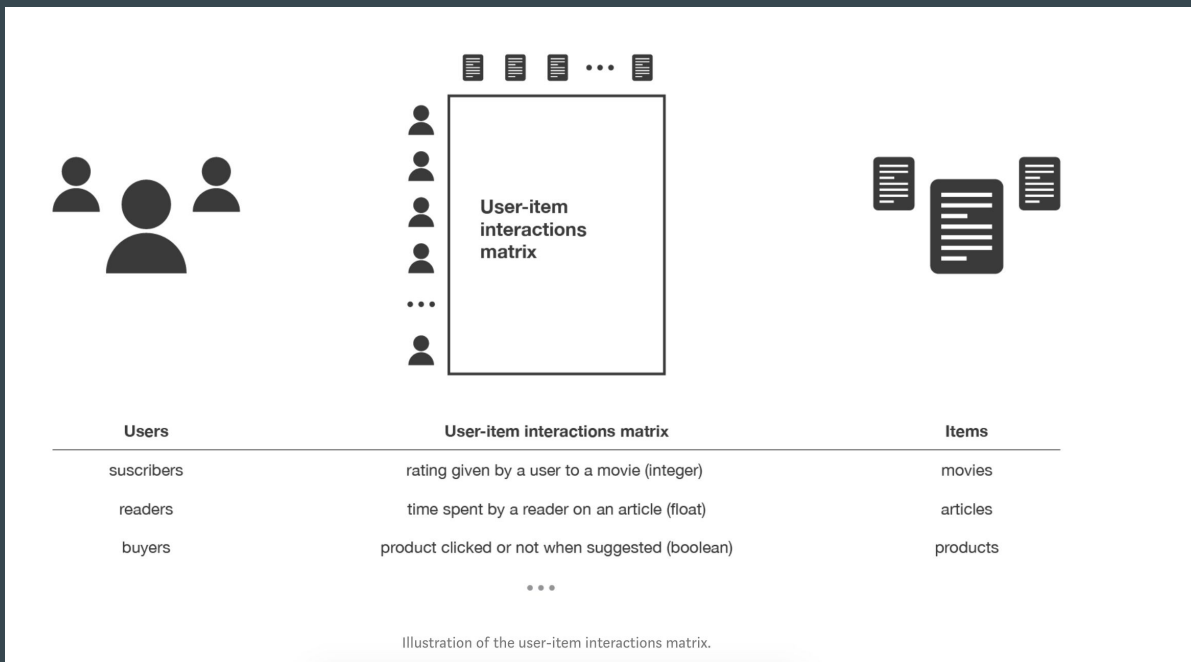 User-item
interactions
matrix
Users User-item interactions matrix Items
suscribers rating given by a user to a movie (integer) movies
readers time spent by a reader on an article (float) articles
buyers product clicked or not when suggested (boolean) products
Illustration of the user-item interactions matrix.